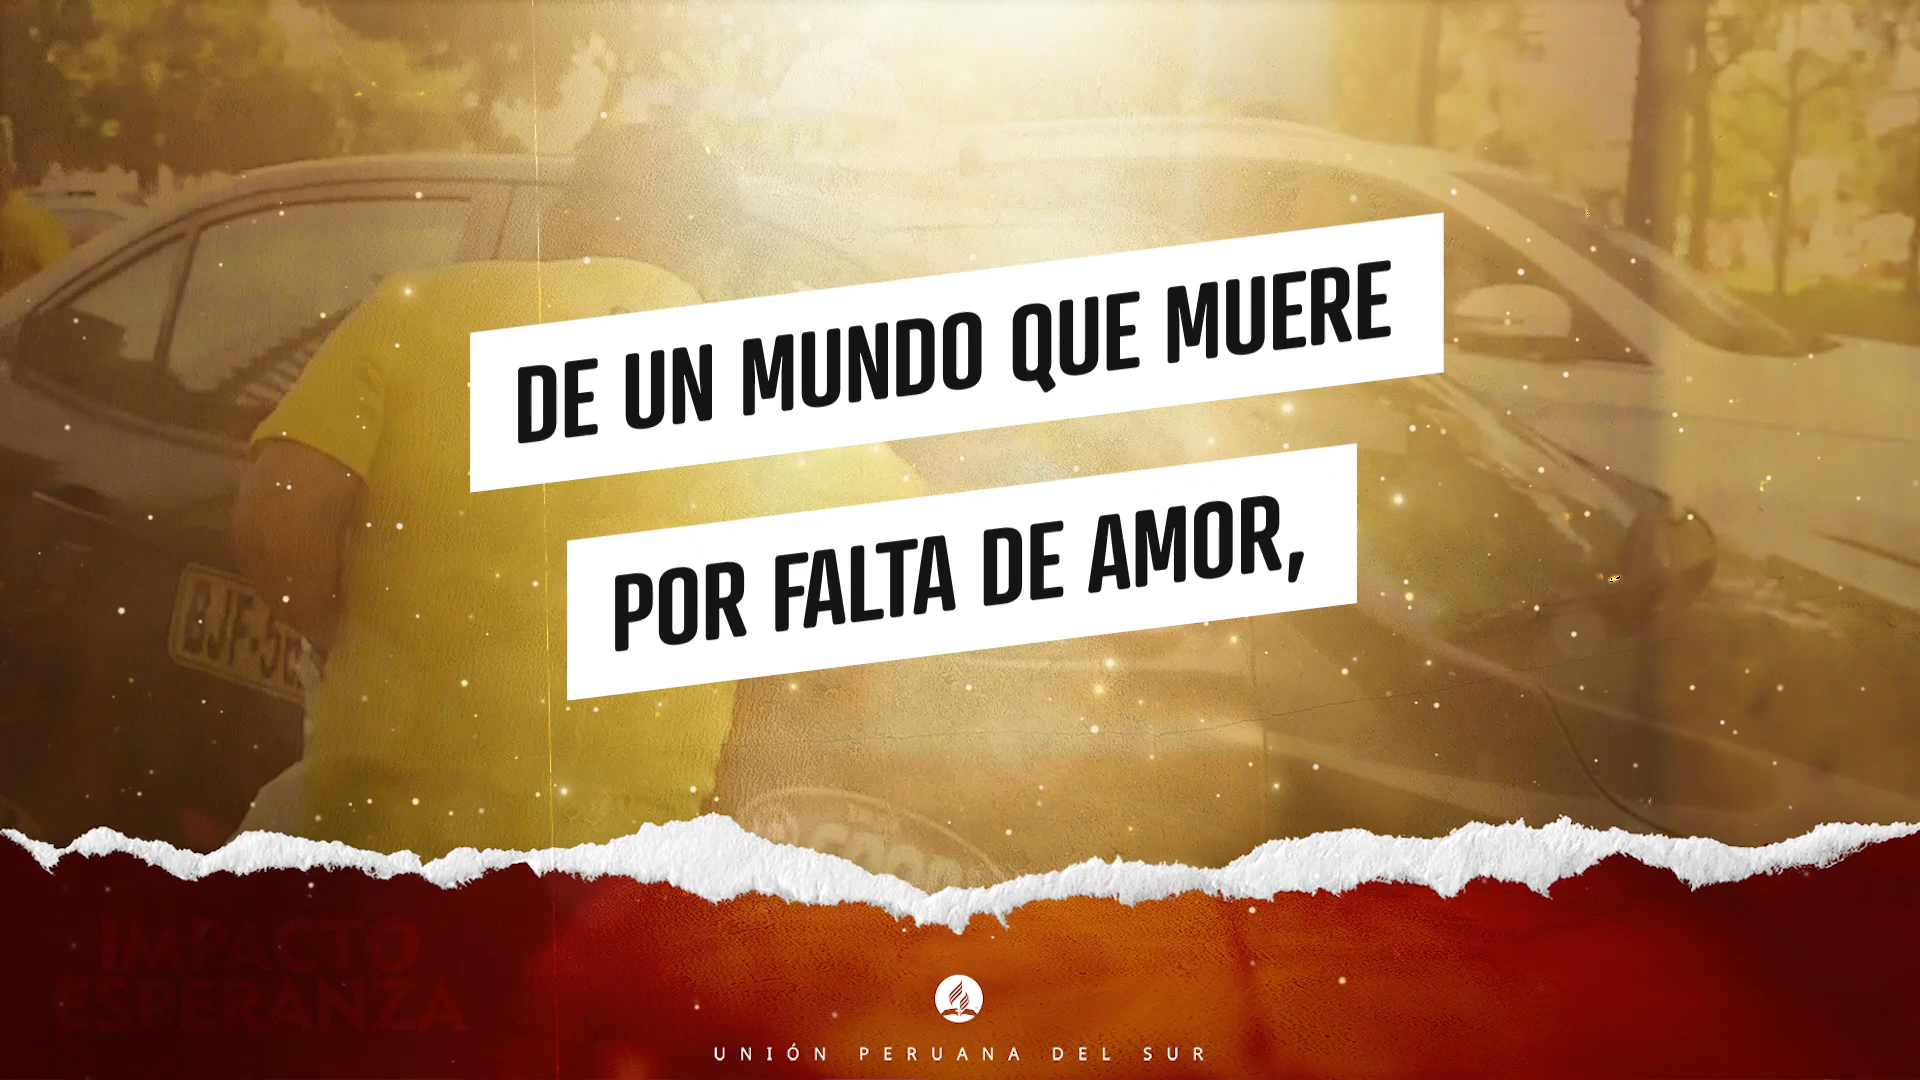 DE UN MUNDO QUE MUERE
POR FALTA DE AMOR,
IMPACTO
ESPERANZA
UNIÓN PERUANA DEL SUR